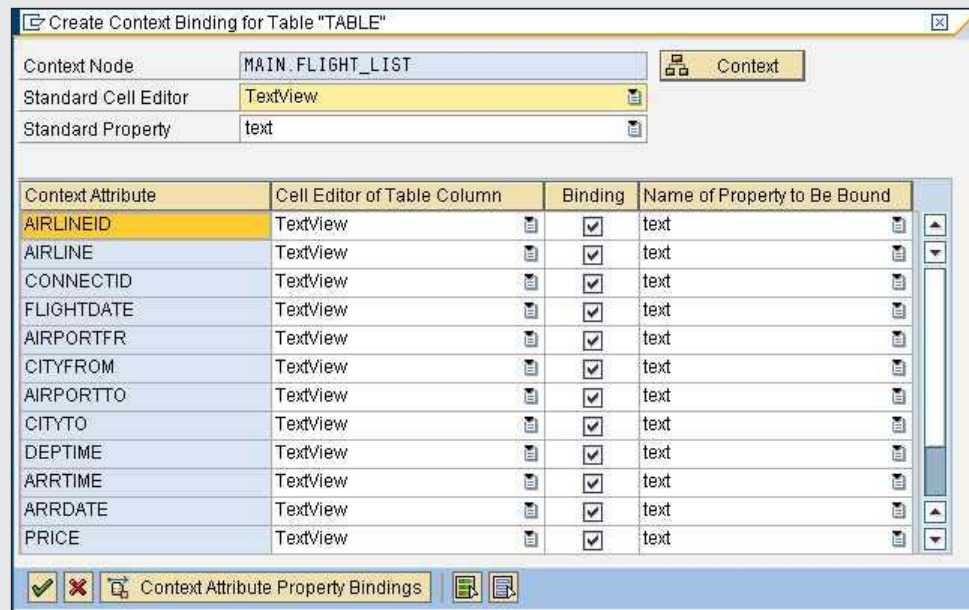 Create Context Binding for Table "TABLE"
Context Node MAIN.FLIGHT_LIST Context
Standard Cell Editor TextView
Standard Property text
Context Attribute Cell Editor of Table Column Binding Name of Property to Be Bound
AIRLINEID TextView text
AIRLINE TextView text
CONNECTID TextView text
FLIGHTDATE TextView text
AIRPORTFR TextView text
CITYFROM TextView text
AIRPORTTO TextView text
CITYTO TextView text
DEPTIME TextView text
ARRTIME TextView text
ARRDATE TextView text
PRICE TextView text
Context Attribute Property Bindings